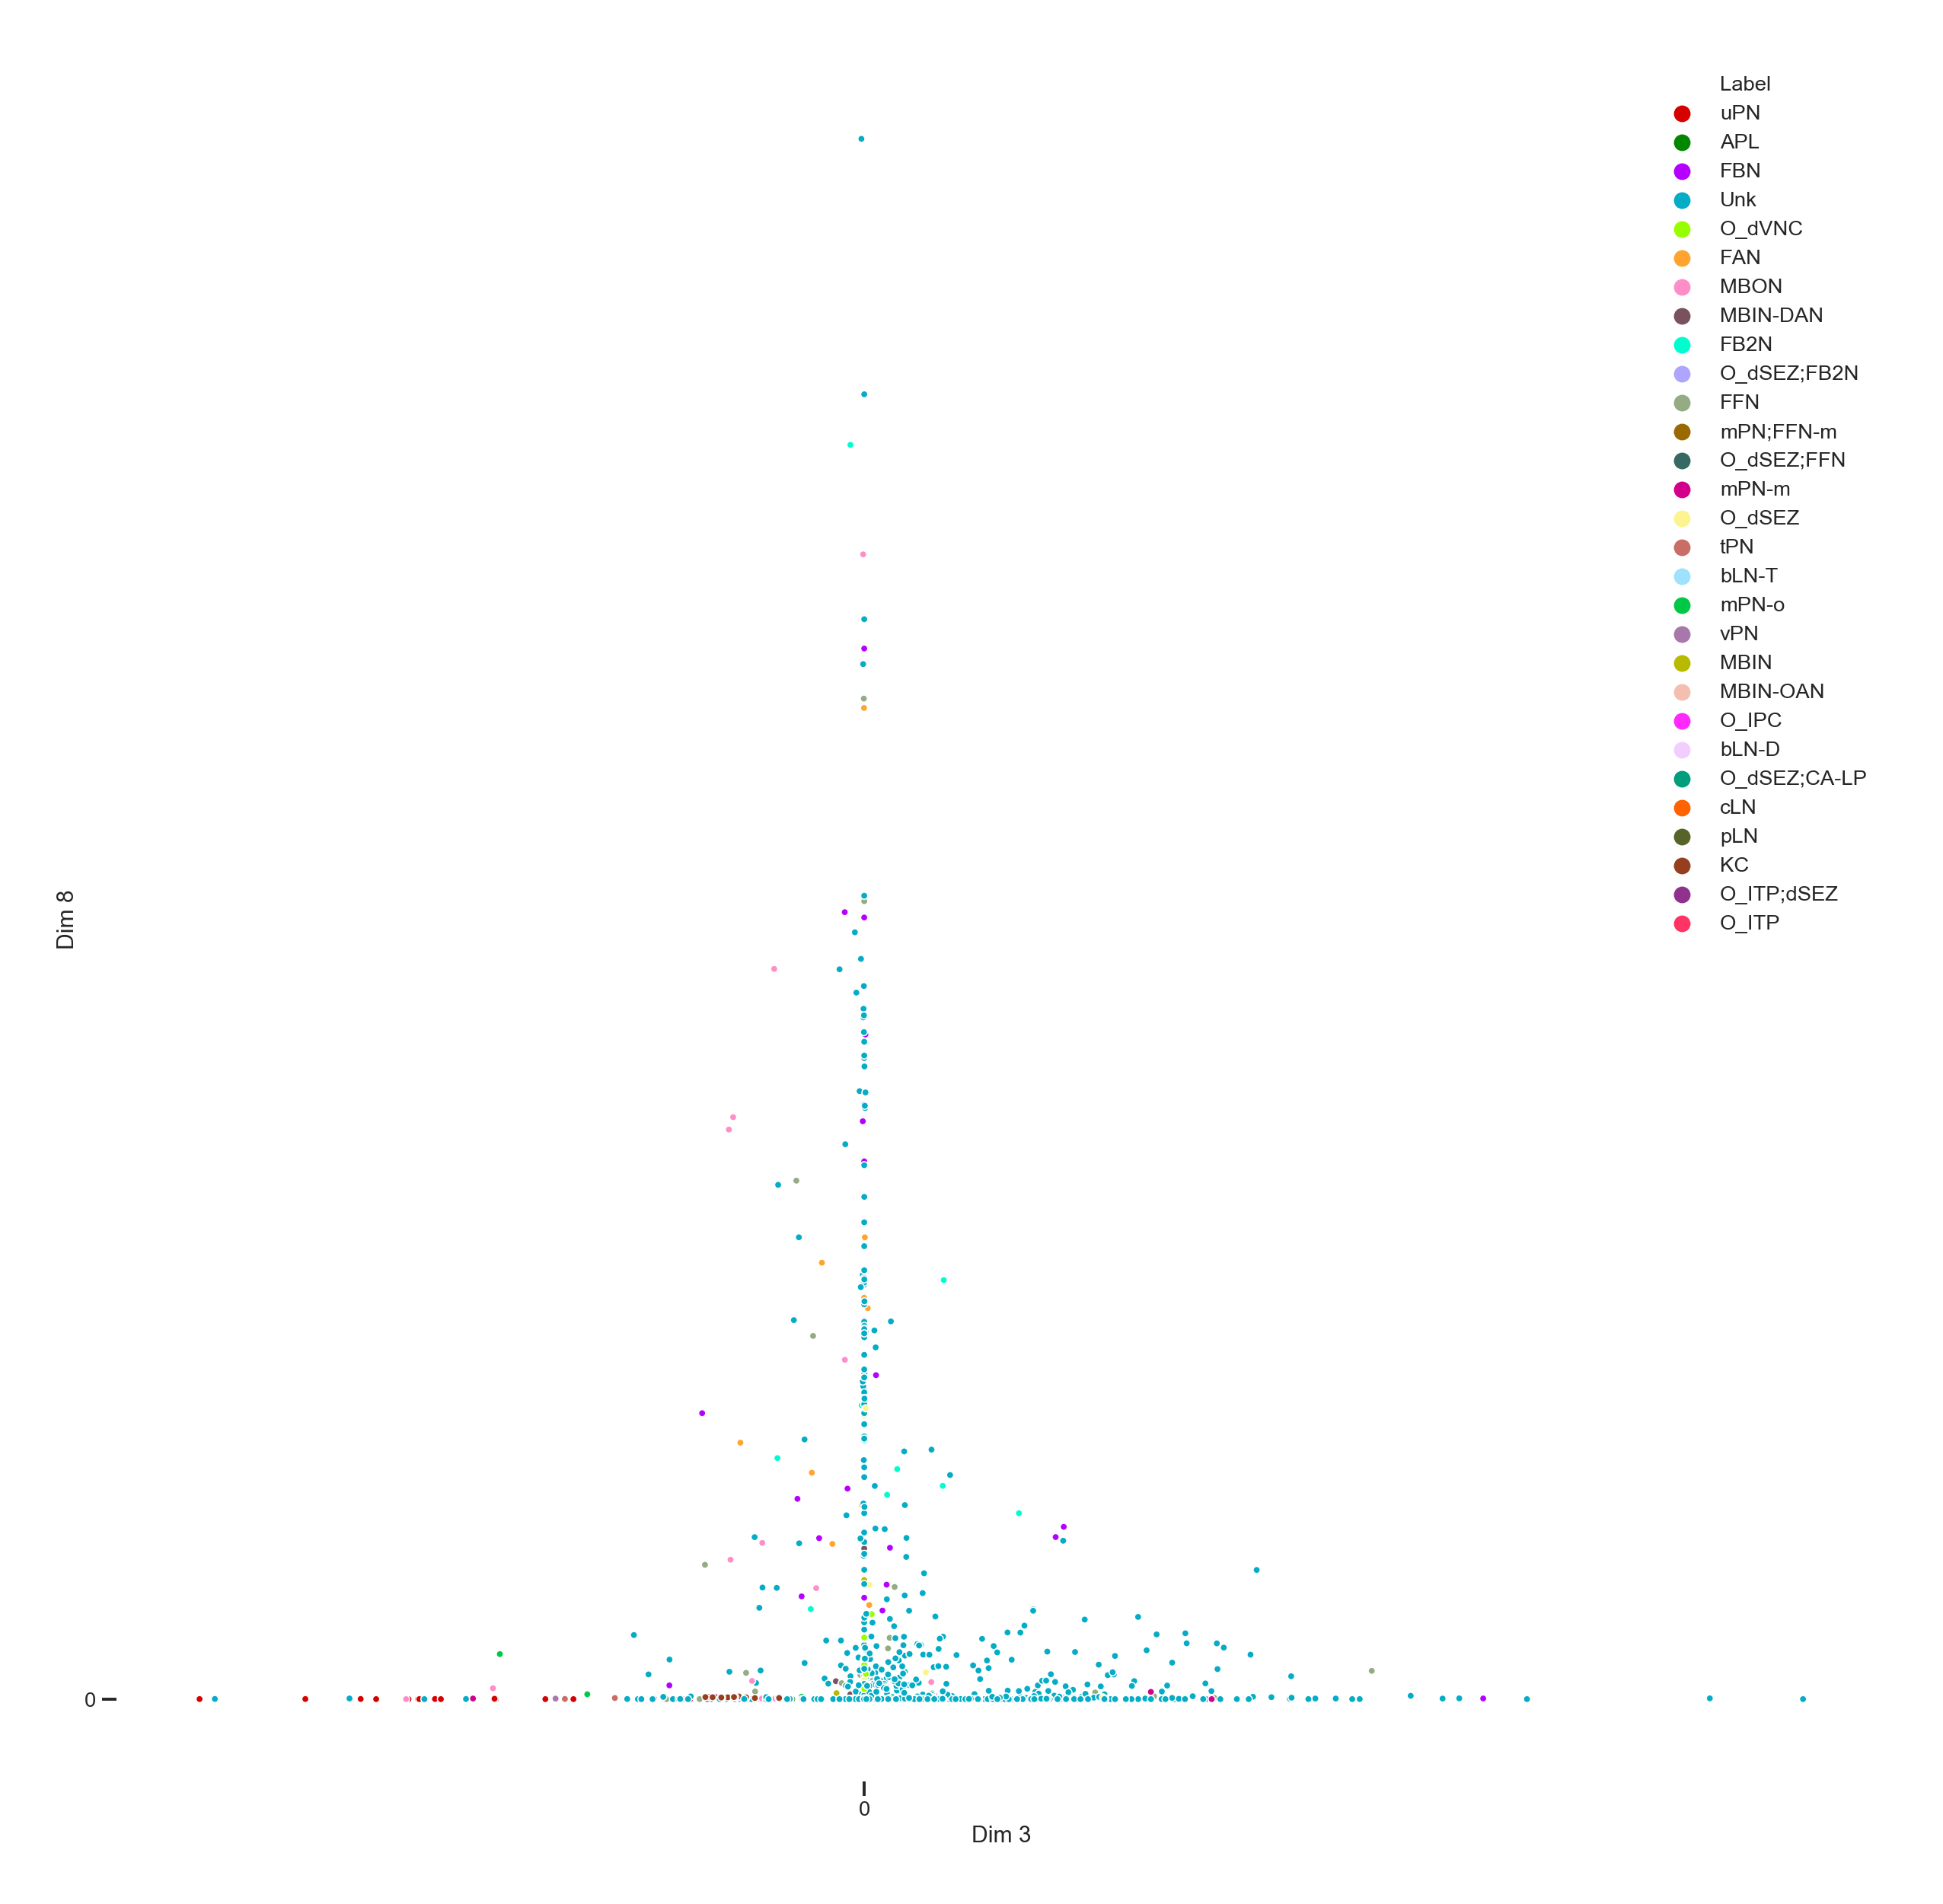 Label
uPN
APL
FBN
Unk
O_dVNC
FAN
MBON
MBIN-DAN
FB2N
O_dSEZ;FB2N
FFN
mPN;FFN-m
O_dSEZ;FFN
mPN-m
O_dSEZ
tPN
bLN-T
mPN-o
vPN
MBIN
MBIN-OAN
O_IPC
bLN-D
O_dSEZ;CA-LP
cLN
pLN
KC
O_ITP;dSEZ
O_ITP
Dim 8
0
0
Dim 3